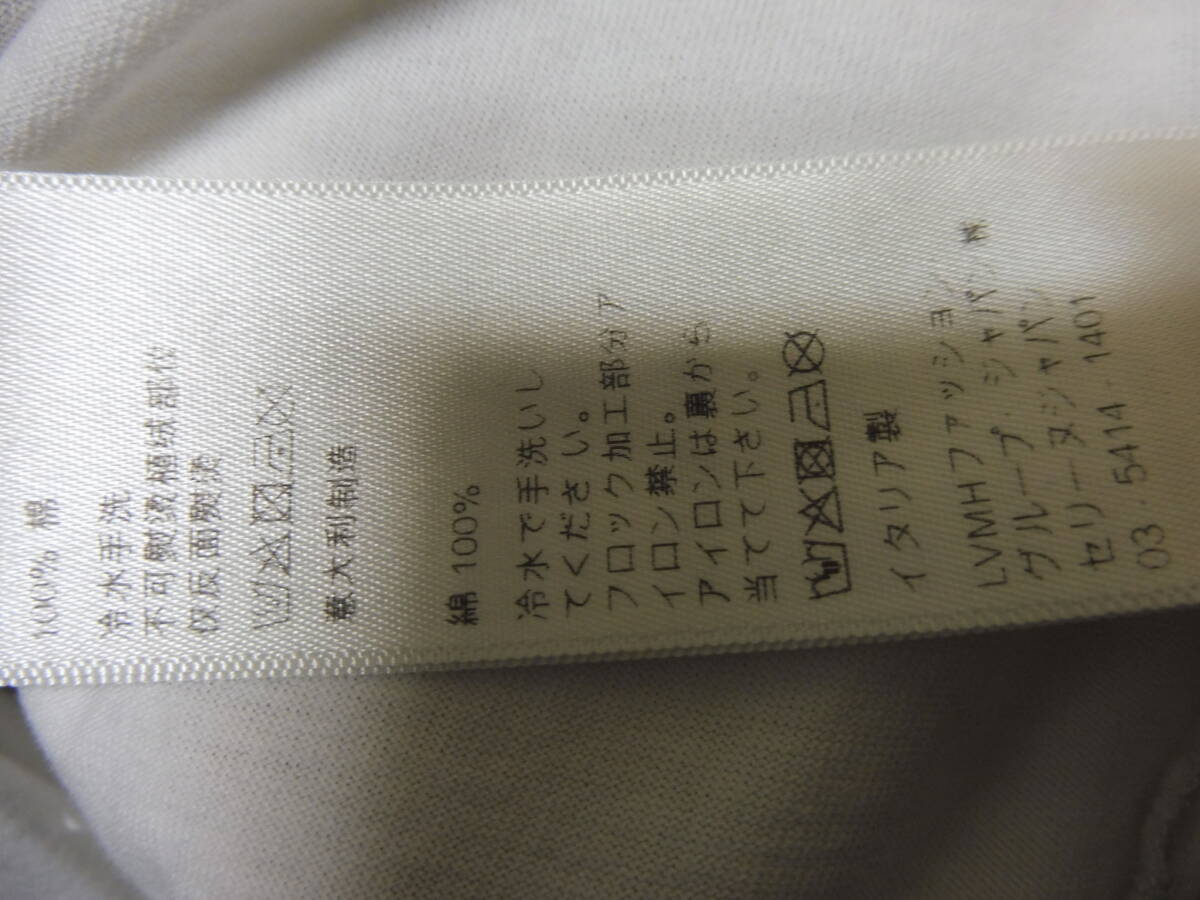 100% 棉
冷水手洗
不可熨烫植绒部位
仅反面熨烫
意大利制造
綿 100%
冷水で手洗いし
てください。
フロック加工部分ア
イロン禁止。
アイロンは裏から
当てて下さい。
イタリア製
LVMHファッション
グループ・ジャパン㈱
セリーヌジャパン
03・5414・1401